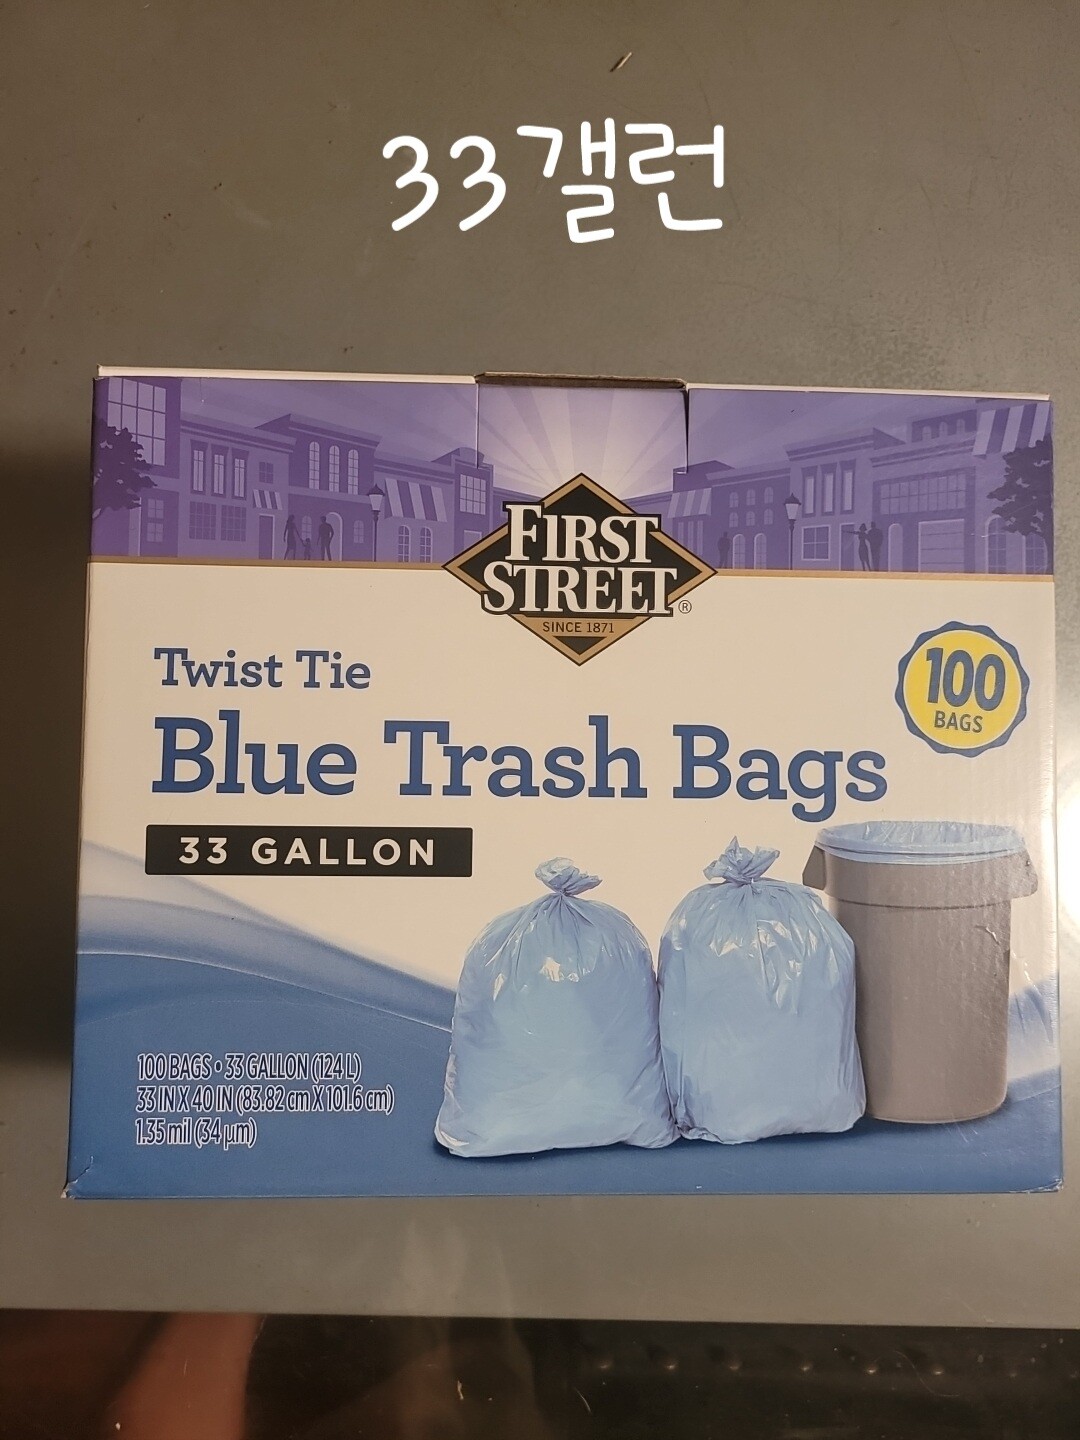 33갤런
FIRST
STREET®
SINCE 1871
Twist Tie
Blue Trash Bags
100
BAGS
33 GALLON
100 BAGS • 33 GALLON (124 L)
33 IN X 40 IN (83.82 cm X 101.6 cm)
1.35 mil (34 µm)